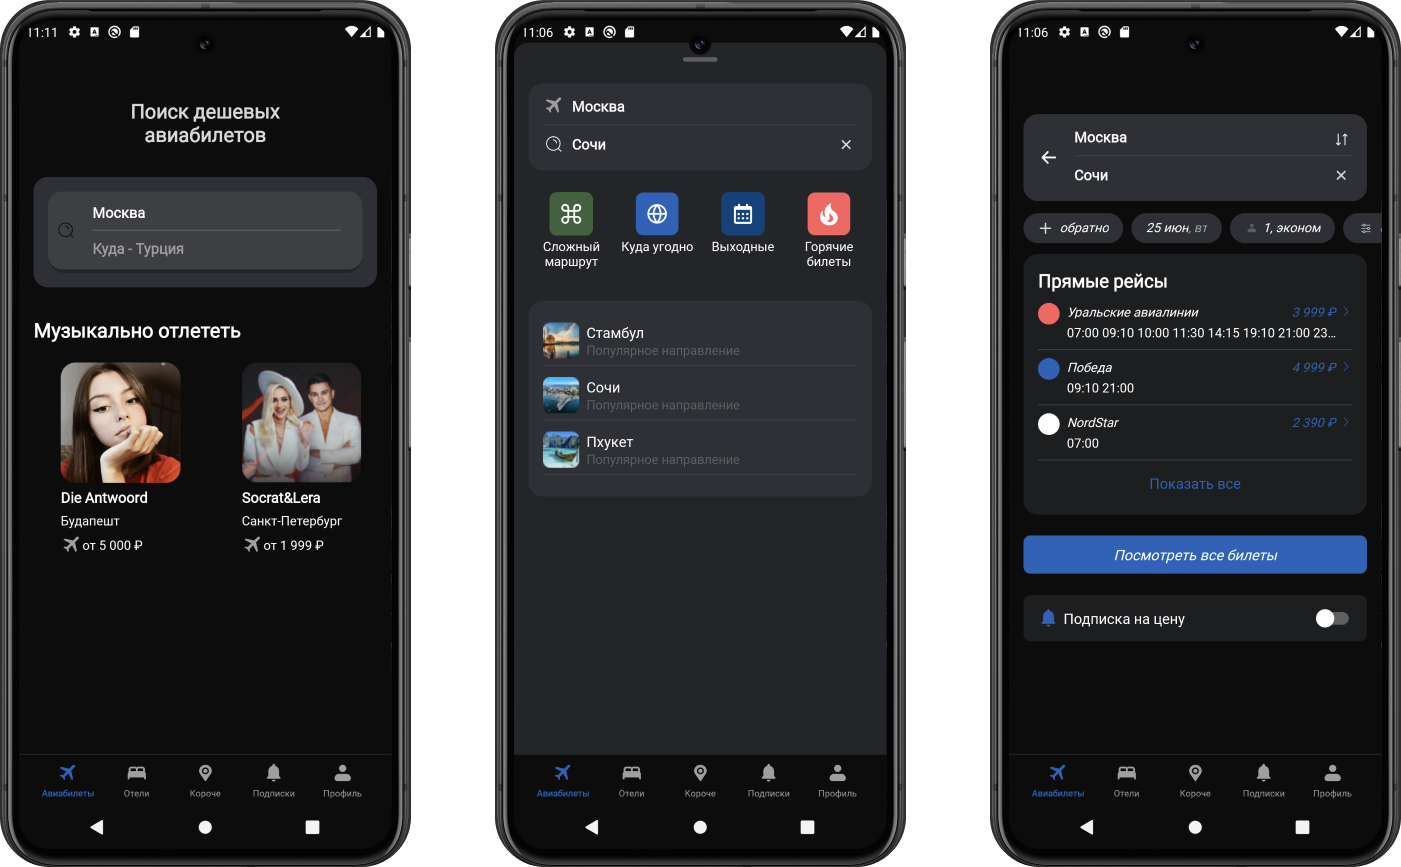 11:11
Поиск дешевых
авиабилетов
Москва
Куда - Турция
Музыкально отлететь
Die Antwoord
Socrat&Lera
Будапешт
Санкт-Петербург
от 5 000 ₽
от 1 999 ₽
Авиабилеты
Отели
Короче
Подписки
Профиль
11:06
Москва
Сочи
Сложный
маршрут
Куда угодно
Выходные
Горячие
билеты
Стамбул
Популярное направление
Сочи
Популярное направление
Пхукет
Популярное направление
Авиабилеты
Отели
Короче
Подписки
Профиль
11:06
Москва
Сочи
обратно
25 июн, вт
1, эконом
Прямые рейсы
Уральские авиалинии
3 999 ₽
07:00 09:10 10:00 11:30 14:15 19:10 21:00 23...
Победа
4 999 ₽
09:10 21:00
NordStar
2 390 ₽
07:00
Показать все
Посмотреть все билеты
Подписка на цену
Авиабилеты
Отели
Короче
Подписки
Профиль